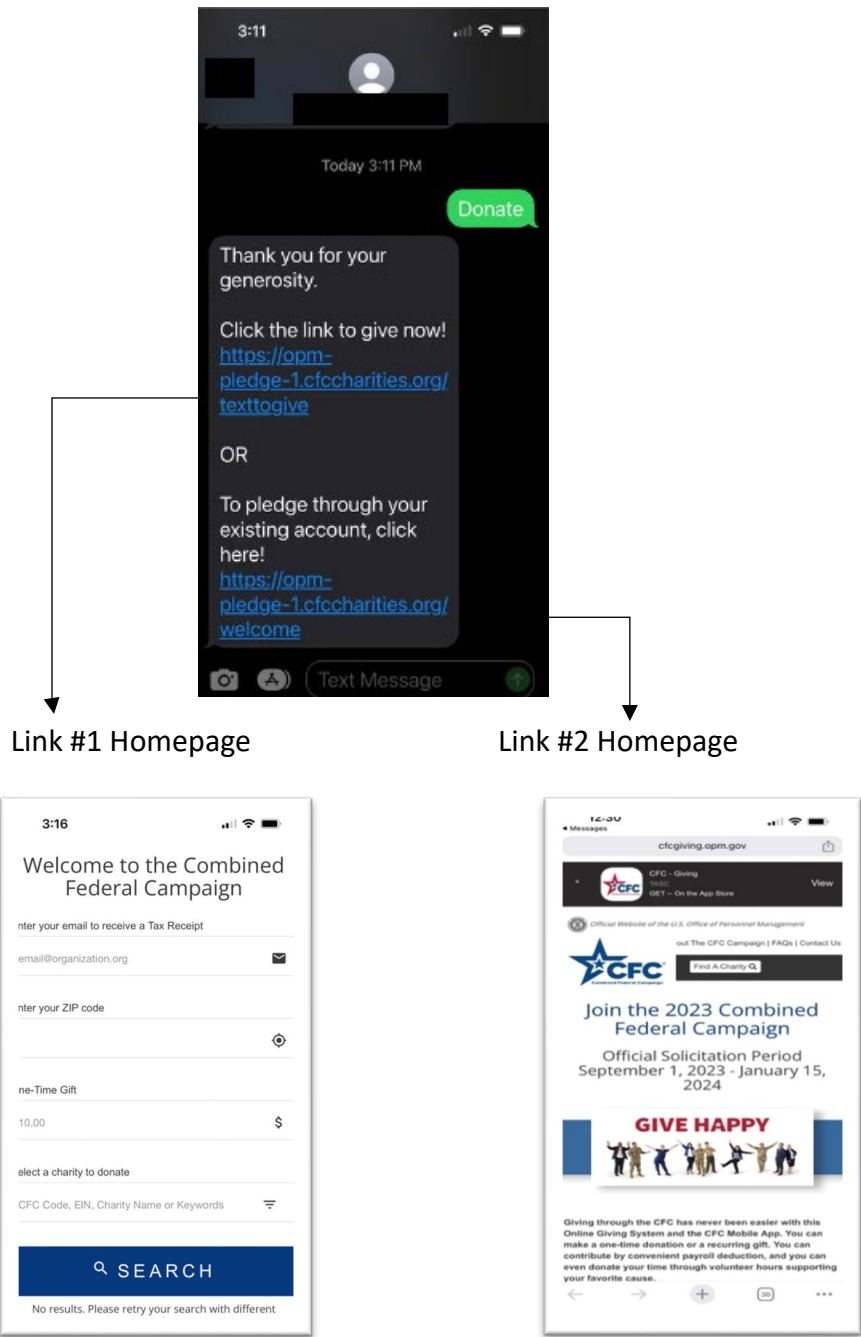 3:11
Today 3:11 PM
Donate
Thank you for your
generosity.
Click the link to give now!
https://opm-
pledge-1.cfccharities.org/
texttogive
OR
To pledge through your
existing account, click
here!
https://opm-
pledge-1.cfccharities.org/
welcome
Text Message
Link #1 Homepage
Link #2 Homepage
3:16
Welcome to the Combined
Federal Campaign
nter your email to receive a Tax Receipt
email@organization.org
nter your ZIP code
ne-Time Gift
10.00 $
elect a charity to donate
CFC Code, EIN, Charity Name or Keywords
SEARCH
No results. Please retry your search with different
12:30
Messages
cfcgiving.opm.gov
CFC
CFC - Giving
TASC
GET -- On the App Store
View
Official Website of the U.S. Office of Personnel Management
out The CFC Campaign | FAQs | Contact Us
CFC
Combined Federal Campaign
Find A Charity
Join the 2023 Combined
Federal Campaign
Official Solicitation Period
September 1, 2023 - January 15,
2024
GIVE HAPPY
Giving through the CFC has never been easier with this
Online Giving System and the CFC Mobile App. You can
make a one-time donation or a recurring gift. You can
contribute by convenient payroll deduction, and you can
even donate your time through volunteer hours supporting
your favorite cause.
36